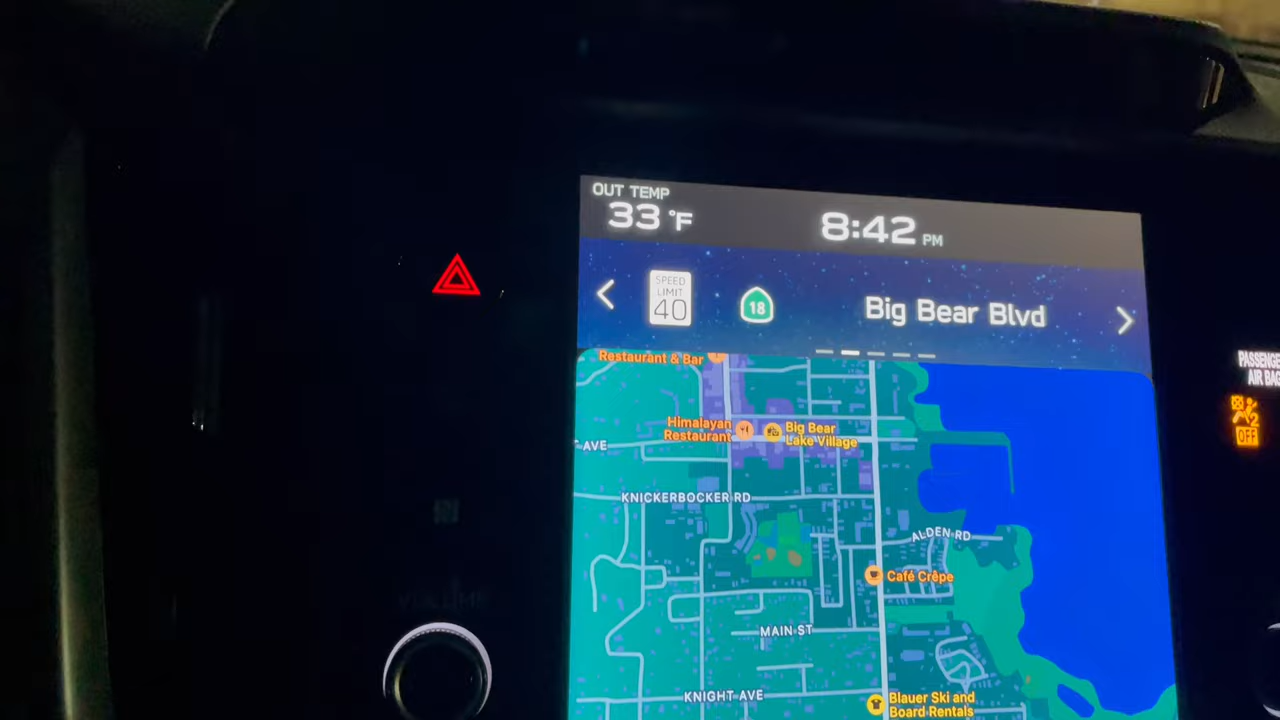 OUT TEMP
33 °F
8:42 PM
SPEED
LIMIT
40
18
Big Bear Blvd
Restaurant & Bar
Himalayan
Restaurant
Big Bear
Lake Village
AVE
KNICKERBOCKER RD
ALDEN RD
Café Crêpe
MAIN ST
KNIGHT AVE
Blauer Ski and
Board Rentals
AIR BAG
OFF
VOLUME